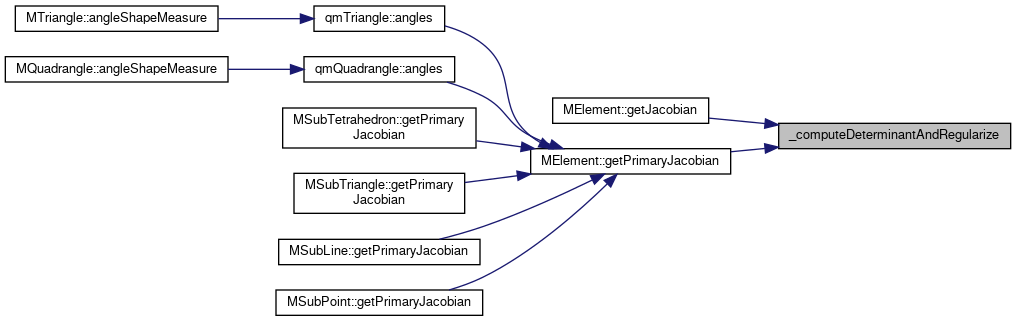 MTriangle::angleShapeMeasure
qmTriangle::angles
MQuadrangle::angleShapeMeasure
qmQuadrangle::angles
MSubTetrahedron::getPrimary
Jacobian
MElement::getJacobian
_computeDeterminantAndRegularize
MElement::getPrimaryJacobian
MSubTriangle::getPrimary
Jacobian
MSubLine::getPrimaryJacobian
MSubPoint::getPrimaryJacobian